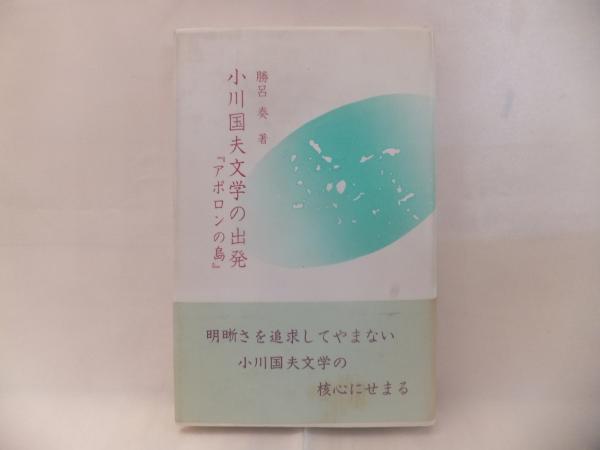 勝呂 奏 著
小川国夫文学の出発
『アポロンの島』
明晰さを追求してやまない
小川国夫文学の
核心にせまる